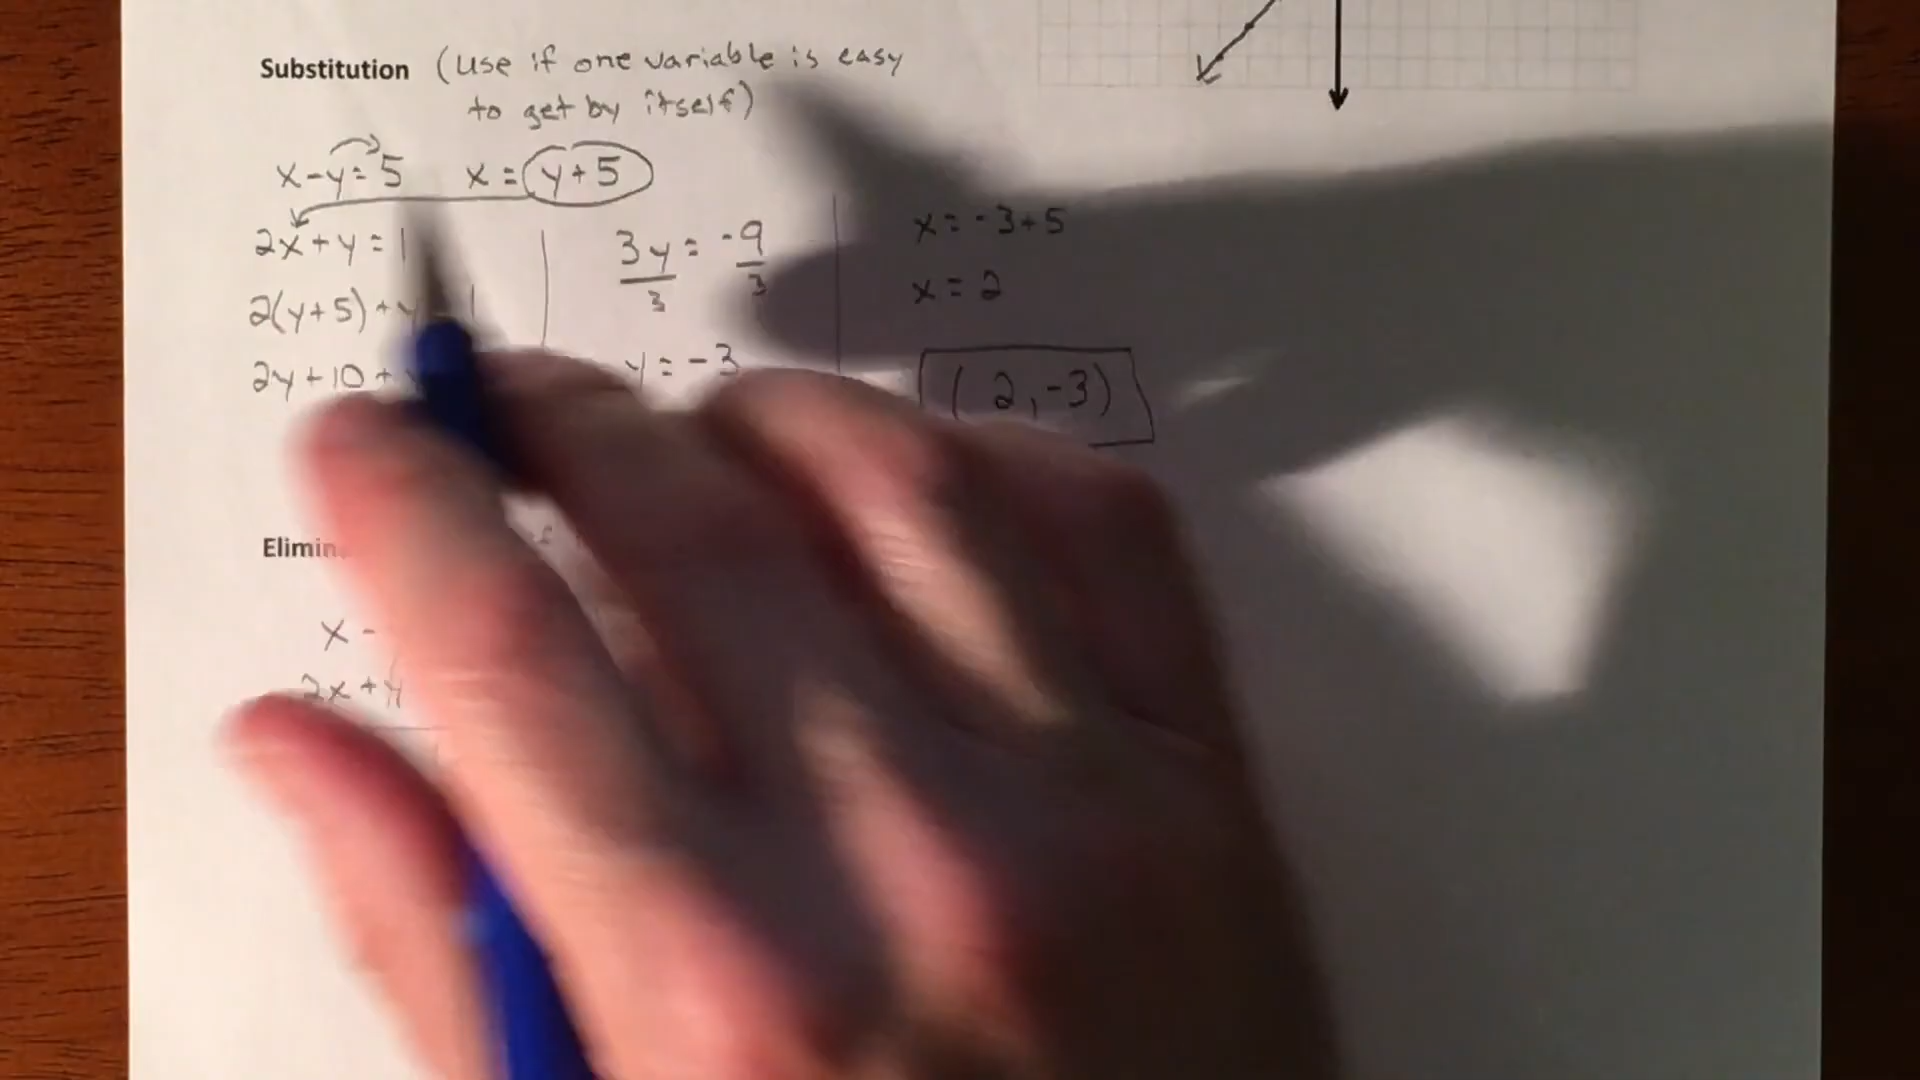 Substitution (Use if one variable is easy
to get by itself)
x-y=5 x = y+5
2x+y=1
2(y+5)+y 1
2y+10+y
3y = -9
3 3
y = -3
x = -3+5
x = 2
(2,-3)
Elimin
x -
2x+y